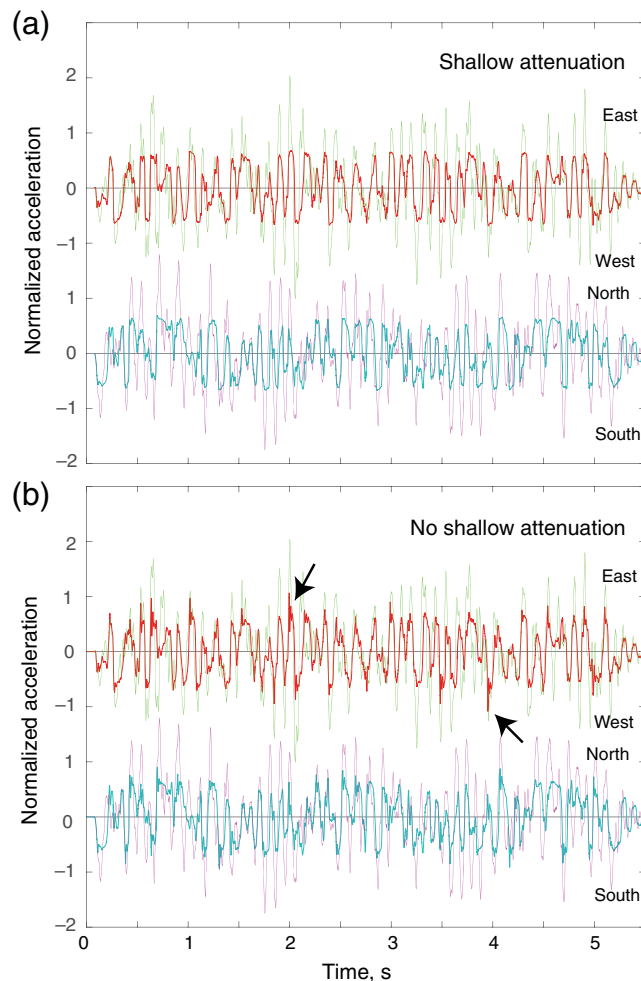 (a)
Shallow attenuation
2
East
1
0
Normalized acceleration
−1
West
North
1
0
−1
South
−2
(b)
No shallow attenuation
2
East
1
0
Normalized acceleration
−1
West
North
1
0
−1
South
−2
0 1 2 3 4 5
Time, s